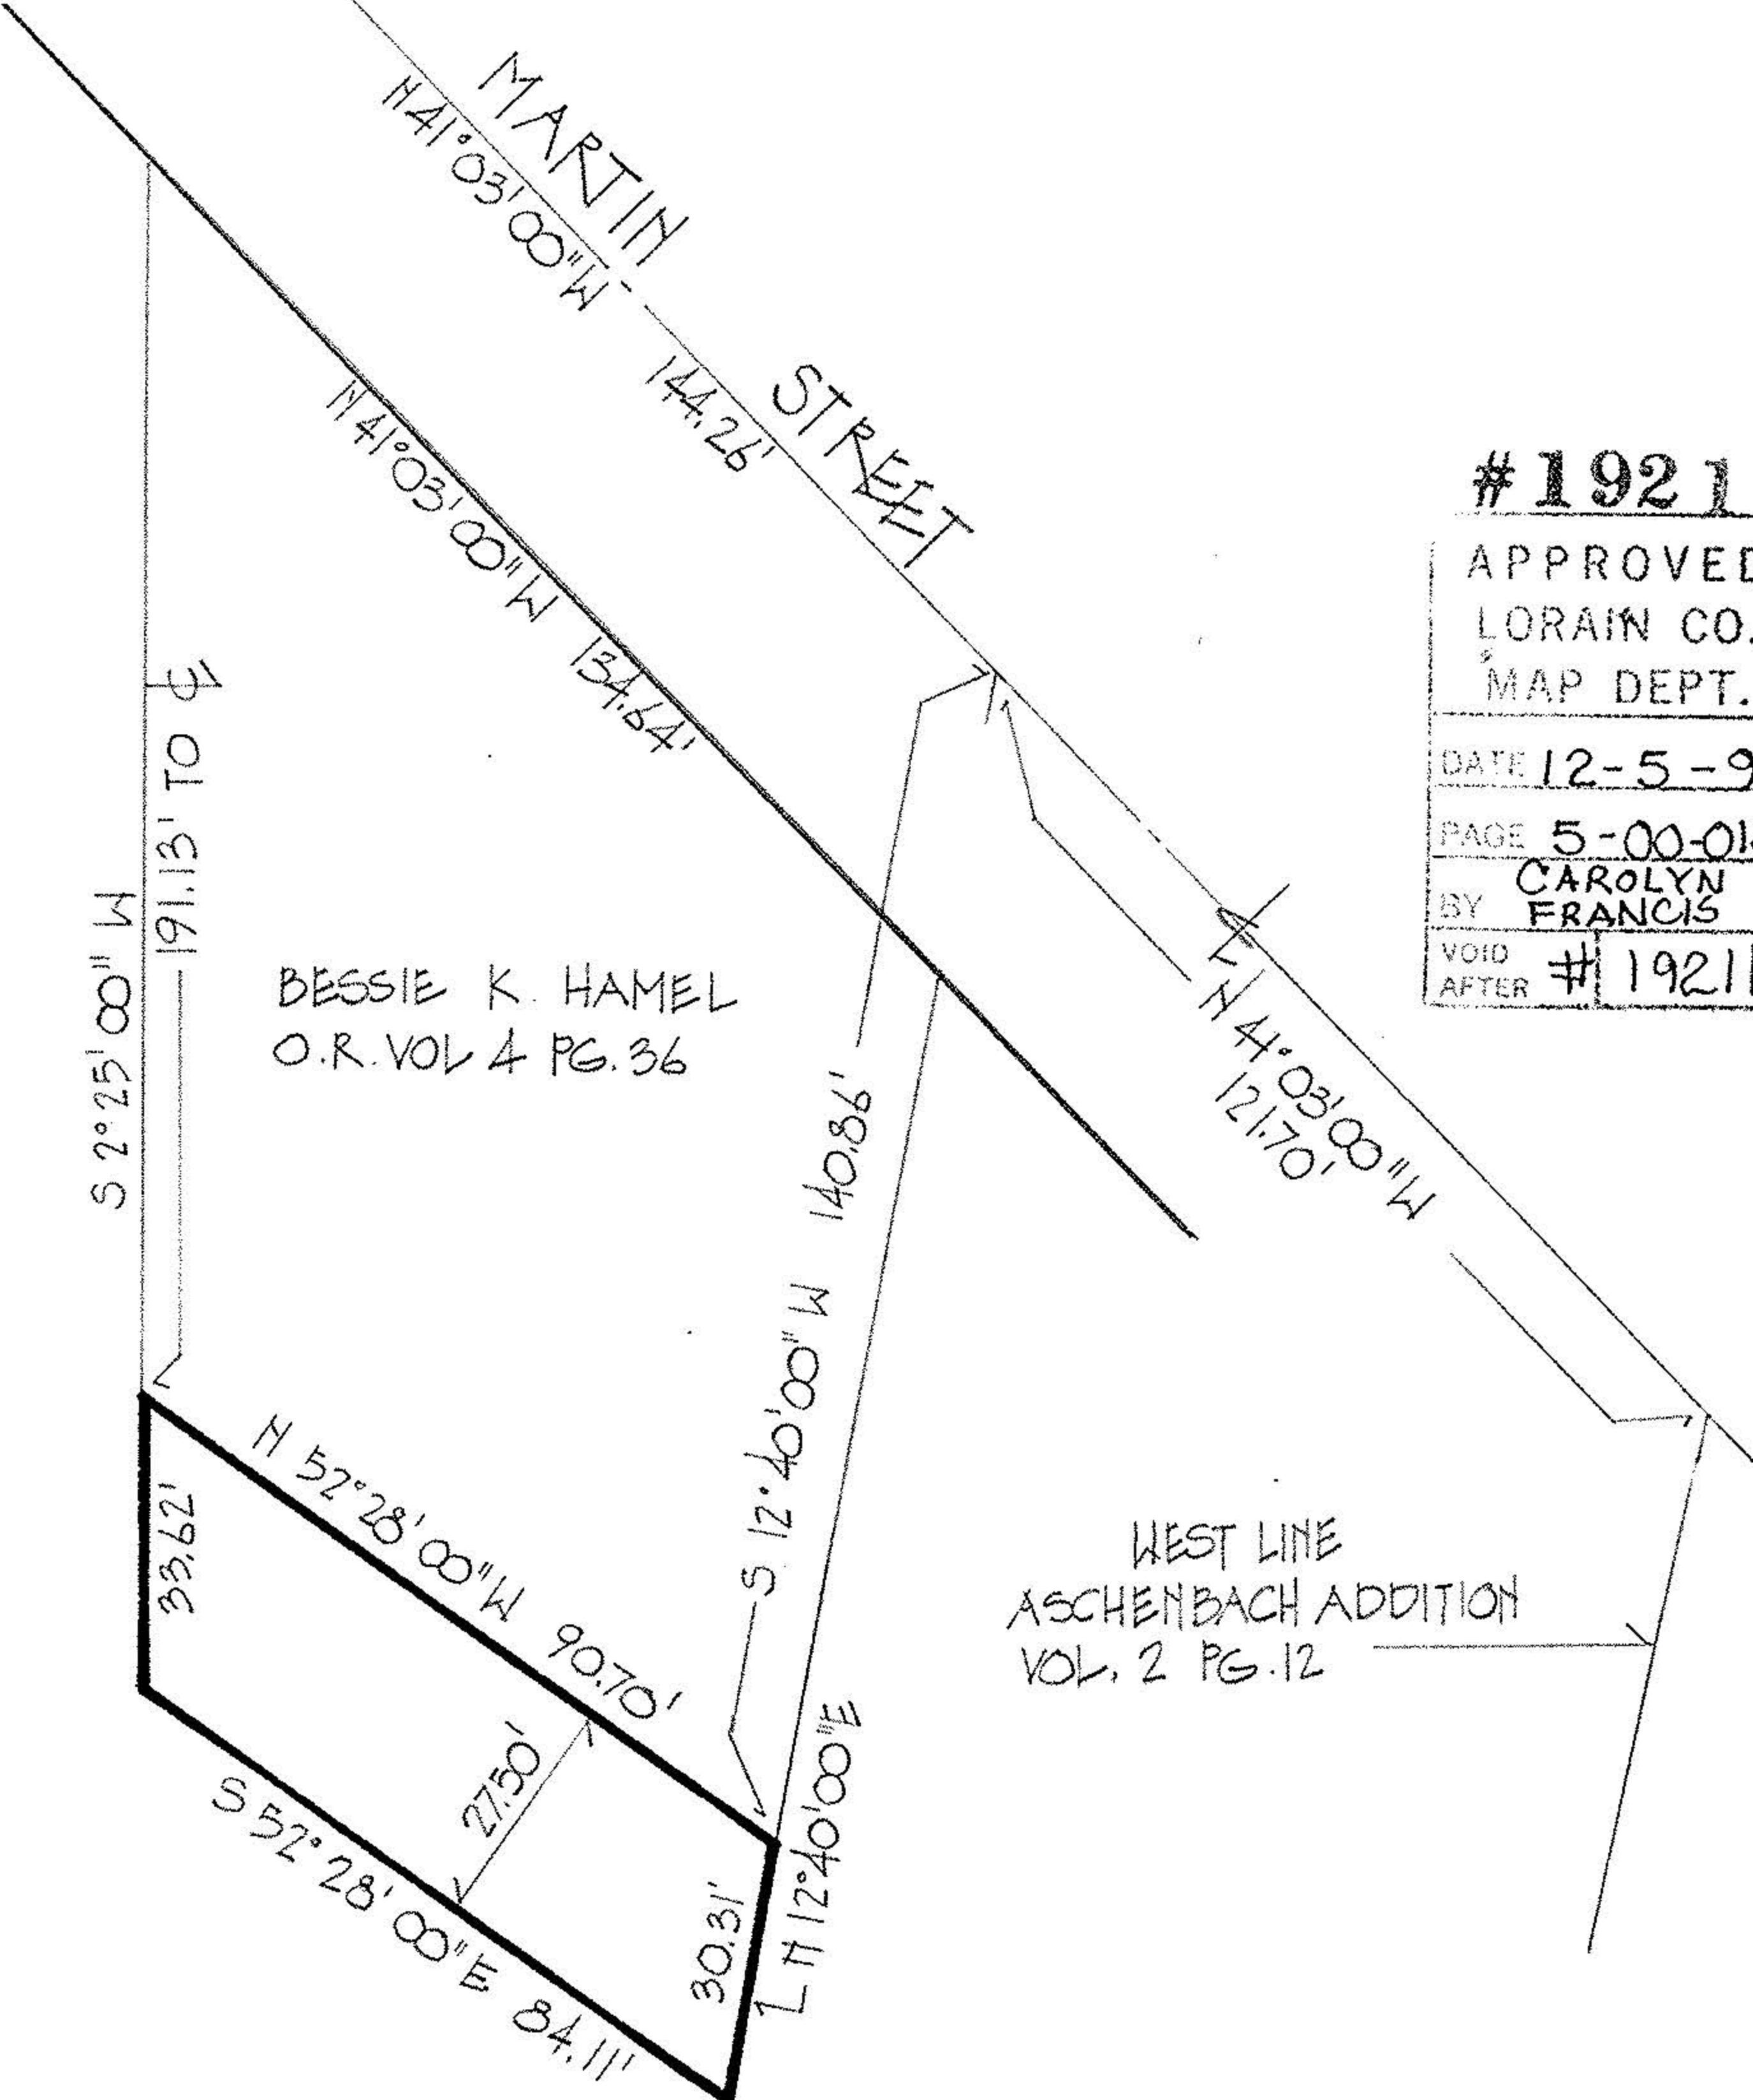 MARTIN STREET
N 41°03'00"W 144.26'
N 41°03'00"W 134.64'
191.13' TO ℄
S 2°25'00" W
BESSIE K. HAMEL
O.R. VOL 4 PG. 36
S 12°40'00" W 140.86'
N 41°03'00"W
121.70'
#1921
APPROVED
LORAIN CO.
MAP DEPT.
DATE 12-5-9
PAGE 5-00-01
BY CAROLYN
FRANCIS
VOID
AFTER # 1921
N 52°28'00"W 90.70'
33.62'
27.50'
S 52°28'00"E 84.11'
30.31'
N 12°40'00"E
WEST LINE
ASCHENBACH ADDITION
VOL. 2 PG. 12